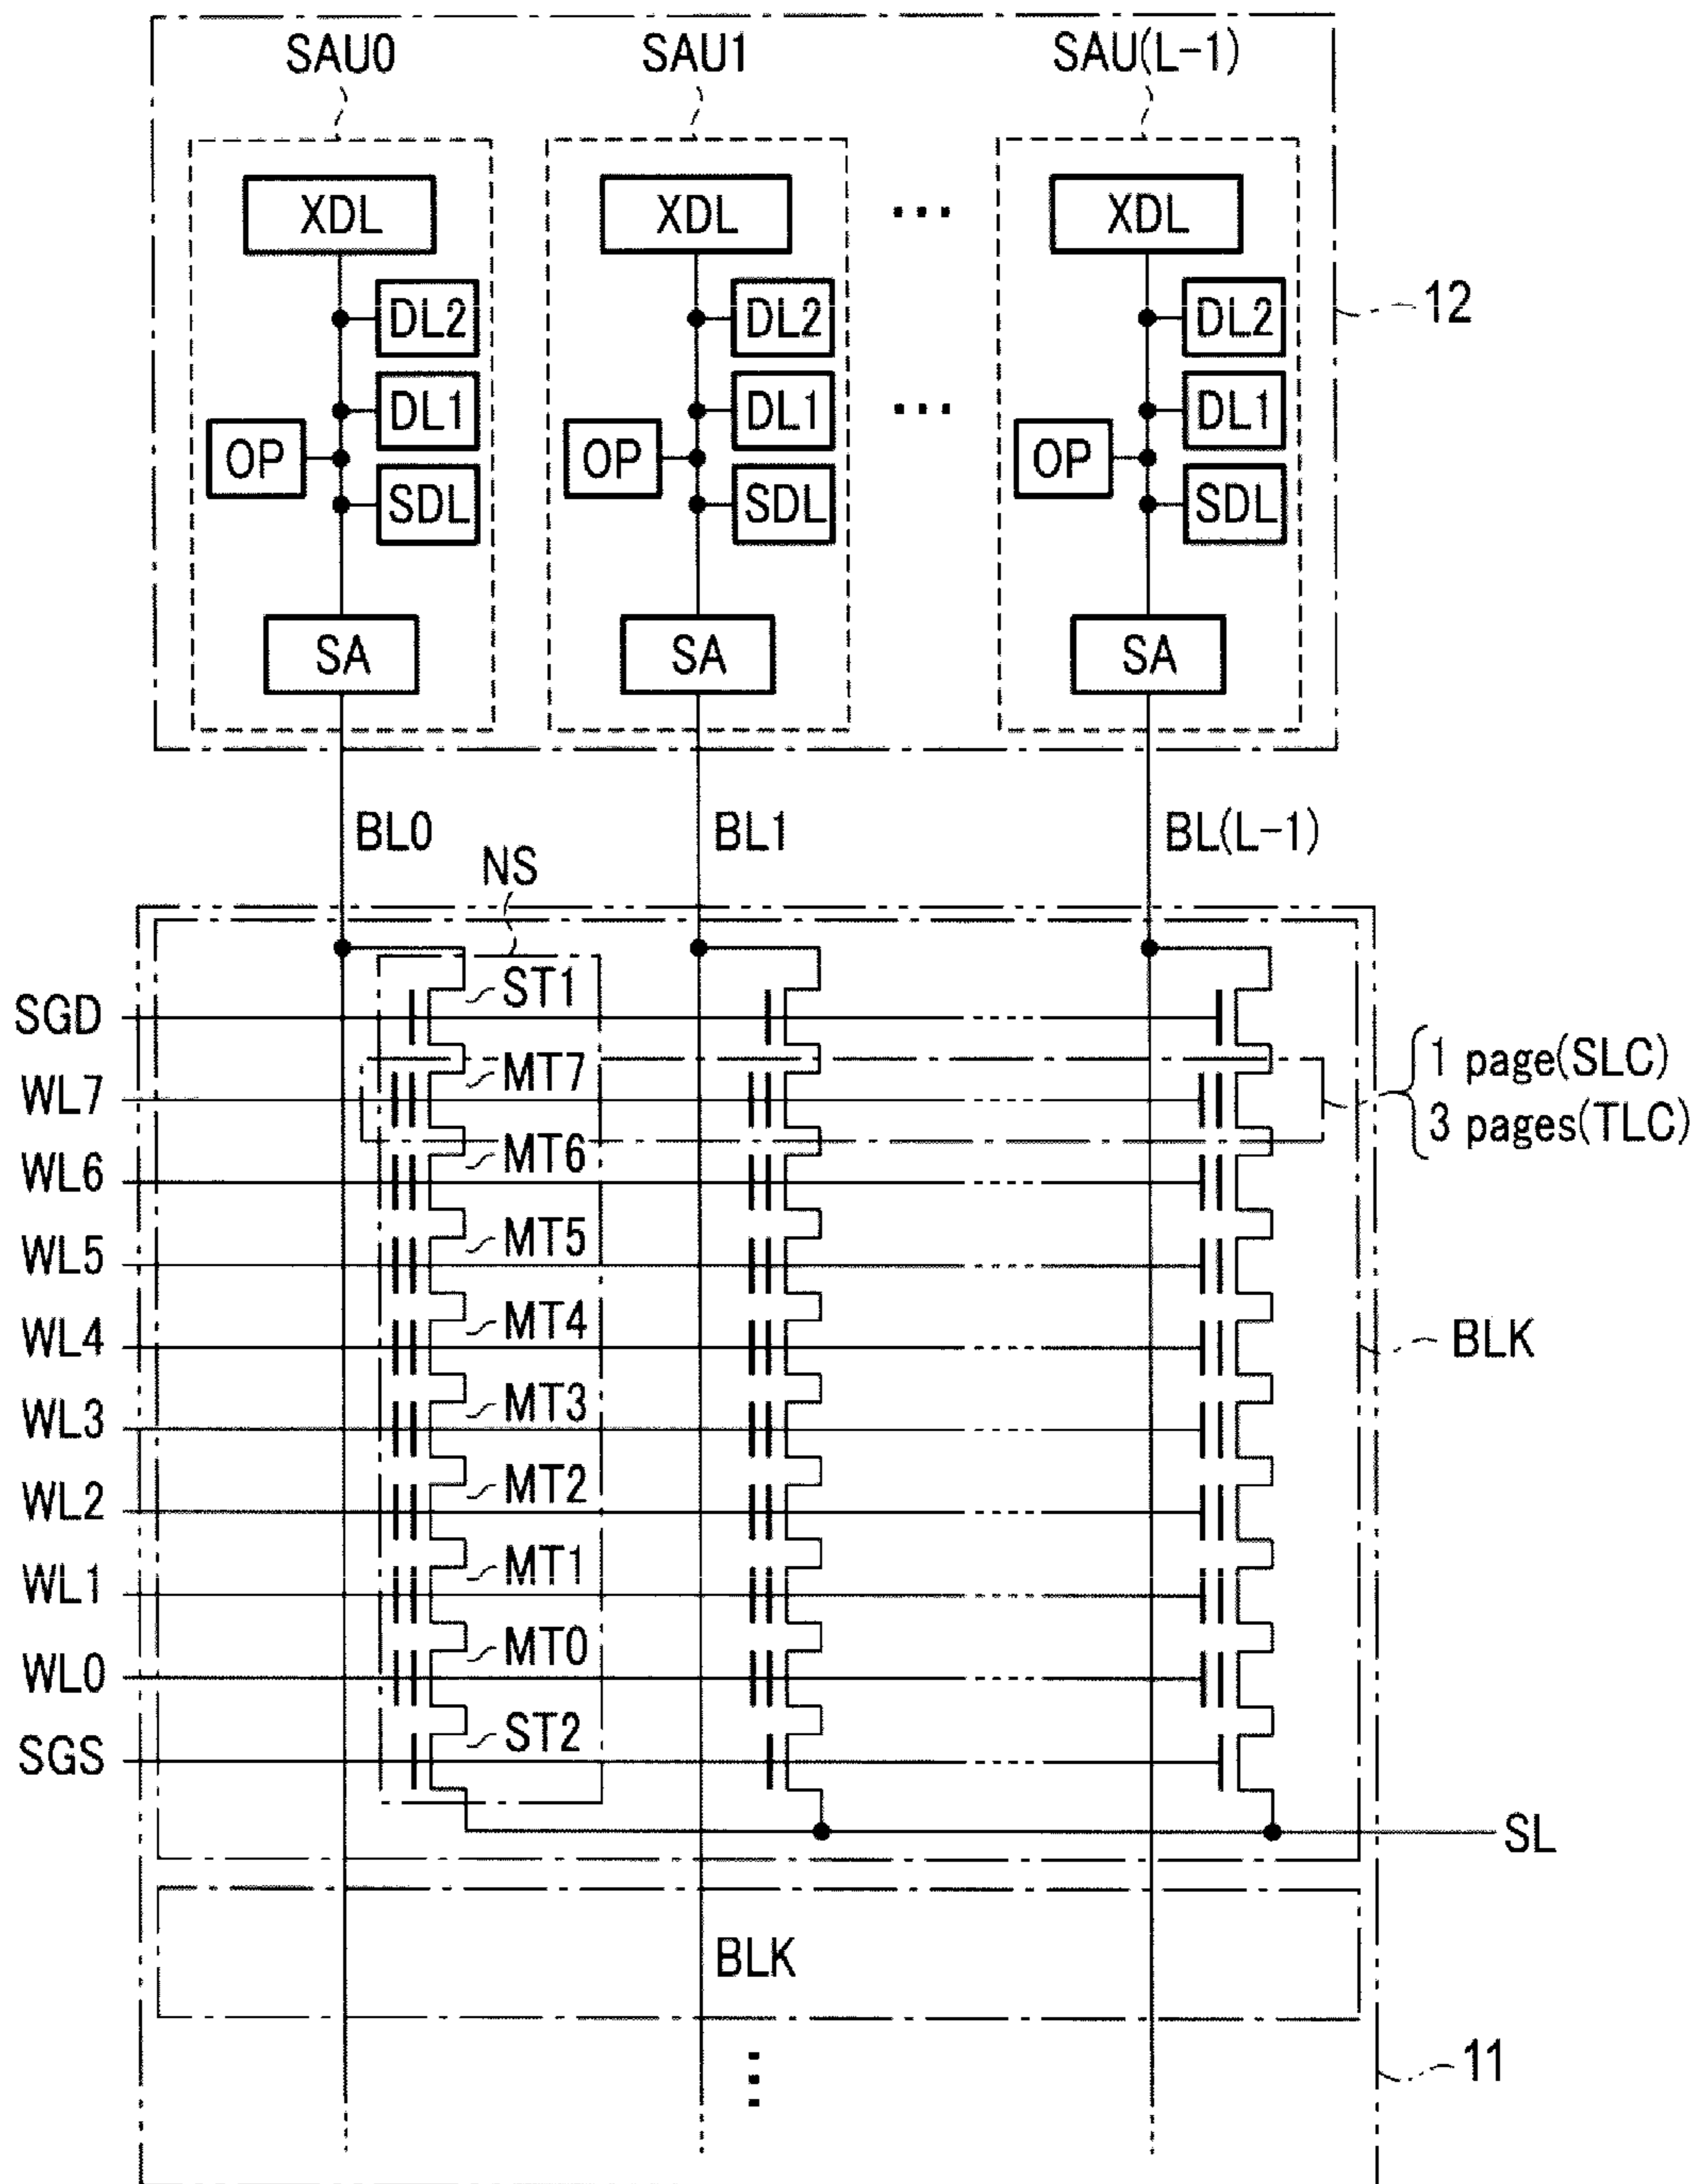 SAU0 SAU1 SAU(L-1)
XDL XDL ... XDL
DL2 DL2 DL2
12
DL1 DL1 ... DL1
OP OP OP
SDL SDL SDL
SA SA SA
BL0 BL1 BL(L-1)
NS
SGD ST1
WL7 MT7
1 page(SLC)
3 pages(TLC)
WL6 MT6
WL5 MT5
WL4 MT4
BLK
WL3 MT3
WL2 MT2
WL1 MT1
WL0 MT0
SGS ST2
SL
BLK
11